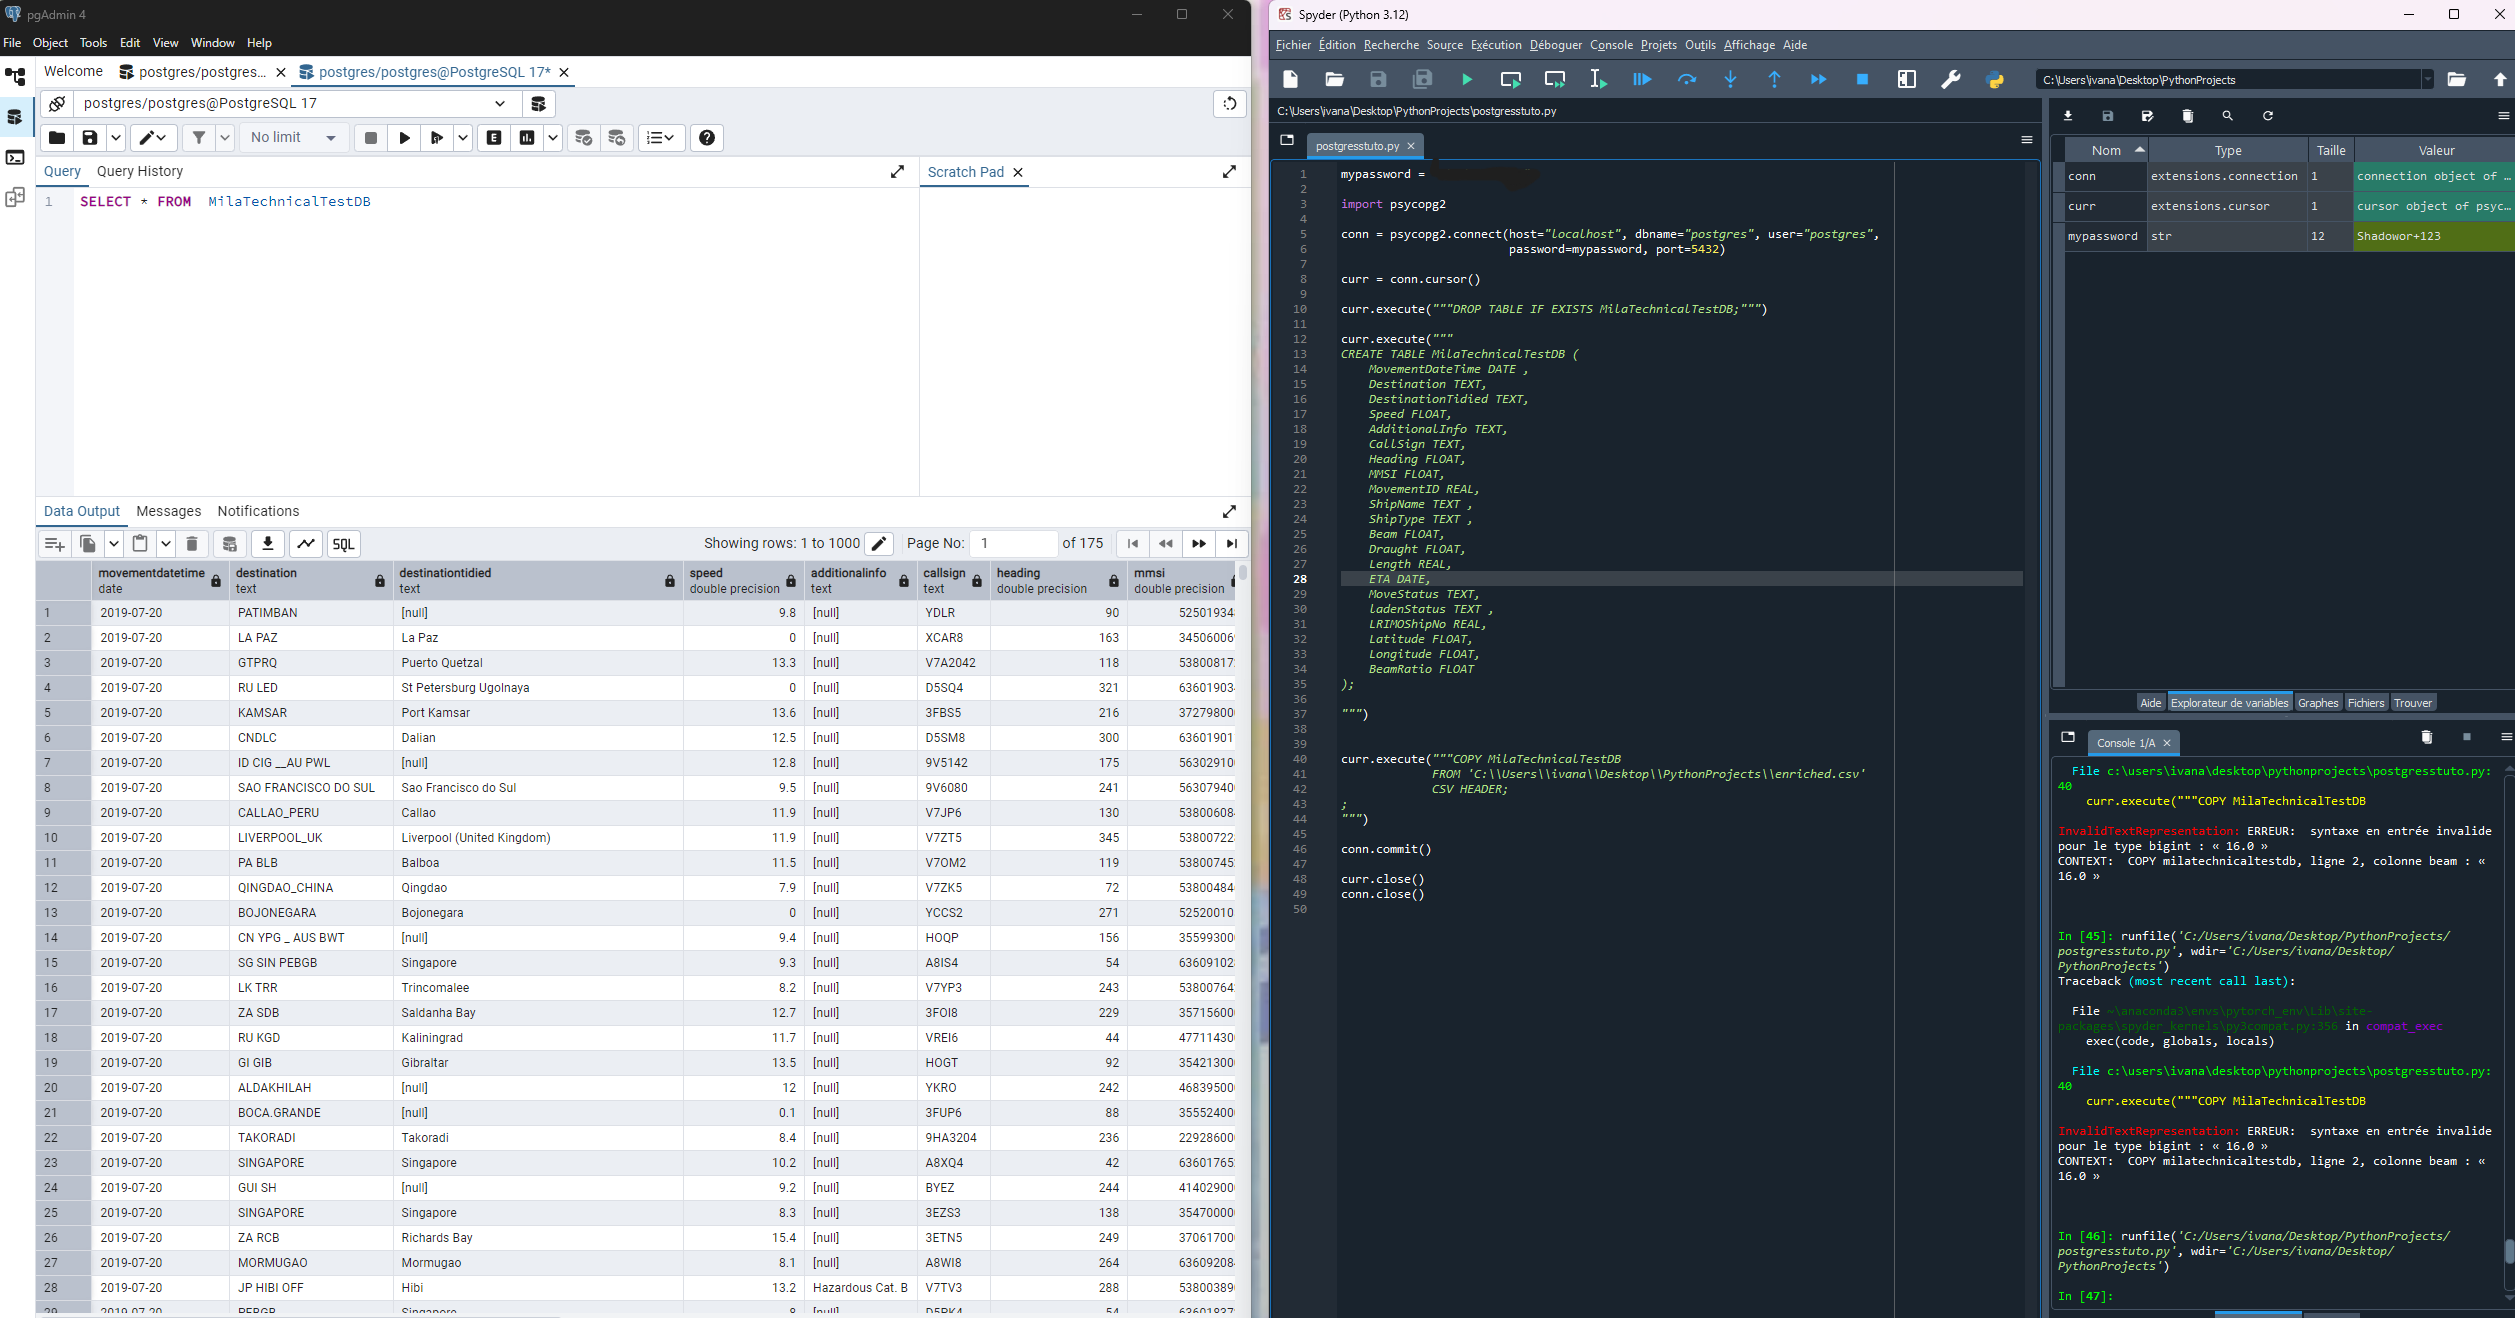 pgAdmin 4
File Object Tools Edit View Window Help
Welcome postgres/postgres... postgres/postgres@PostgreSQL 17*
postgres/postgres@PostgreSQL 17
No limit
Query Query History
Scratch Pad
1 SELECT * FROM MilaTechnicalTestDB
Data Output Messages Notifications
SQL Showing rows: 1 to 1000 Page No: 1 of 175
movementdatetime destination destinationtidied speed additionalinfo callsign heading mmsi
date text text double precision text text double precision double precision
1 2019-07-20 PATIMBAN [null] 9.8 [null] YDLR 90 52501934
2 2019-07-20 LA PAZ La Paz 0 [null] XCAR8 163 34506006
3 2019-07-20 GTPRQ Puerto Quetzal 13.3 [null] V7A2042 118 53800817
4 2019-07-20 RU LED St Petersburg Ugolnaya 0 [null] D5SQ4 321 63601903
5 2019-07-20 KAMSAR Port Kamsar 13.6 [null] 3FBS5 216 37279800
6 2019-07-20 CNDLC Dalian 12.5 [null] D5SM8 300 63601901
7 2019-07-20 ID CIG __AU PWL [null] 12.8 [null] 9V5142 175 56302910
8 2019-07-20 SAO FRANCISCO DO SUL Sao Francisco do Sul 9.5 [null] 9V6080 241 56307940
9 2019-07-20 CALLAO_PERU Callao 11.9 [null] V7JP6 130 53800608
10 2019-07-20 LIVERPOOL_UK Liverpool (United Kingdom) 11.9 [null] V7ZT5 345 53800722
11 2019-07-20 PA BLB Balboa 11.5 [null] V7OM2 119 53800745
12 2019-07-20 QINGDAO_CHINA Qingdao 7.9 [null] V7ZK5 72 53800484
13 2019-07-20 BOJONEGARA Bojonegara 0 [null] YCCS2 271 52520010
14 2019-07-20 CN YPG _ AUS BWT [null] 9.4 [null] HOQP 156 35599300
15 2019-07-20 SG SIN PEBGB Singapore 9.3 [null] A8IS4 54 63609102
16 2019-07-20 LK TRR Trincomalee 8.2 [null] V7YP3 243 53800764
17 2019-07-20 ZA SDB Saldanha Bay 12.7 [null] 3FOI8 229 35715600
18 2019-07-20 RU KGD Kaliningrad 11.7 [null] VREI6 44 47711430
19 2019-07-20 GI GIB Gibraltar 13.5 [null] HOGT 92 35421300
20 2019-07-20 ALDAKHILAH [null] 12 [null] YKRO 242 46839500
21 2019-07-20 BOCA.GRANDE [null] 0.1 [null] 3FUP6 88 35552400
22 2019-07-20 TAKORADI Takoradi 8.4 [null] 9HA3204 236 22928600
23 2019-07-20 SINGAPORE Singapore 10.2 [null] A8XQ4 42 63601765
24 2019-07-20 GUI SH [null] 9.2 [null] BYEZ 244 41402900
25 2019-07-20 SINGAPORE Singapore 8.3 [null] 3EZS3 138 35470000
26 2019-07-20 ZA RCB Richards Bay 15.4 [null] 3ETN5 249 37061700
27 2019-07-20 MORMUGAO Mormugao 8.1 [null] A8WI8 264 63609208
28 2019-07-20 JP HIBI OFF Hibi 13.2 Hazardous Cat. B V7TV3 288 53800389
29 2019-07-20 PEBGB Singapore 8 [null] D5RK4 54
Spyder (Python 3.12)
Fichier Édition Recherche Source Exécution Déboguer Console Projets Outils Affichage Aide
C:\Users\ivana\Desktop\PythonProjects
C:\Users\ivana\Desktop\PythonProjects\postgresstuto.py
postgresstuto.py
1 mypassword =
2
3 import psycopg2
4
5 conn = psycopg2.connect(host="localhost", dbname="postgres", user="postgres",
6 password=mypassword, port=5432)
7
8 curr = conn.cursor()
9
10 curr.execute("""DROP TABLE IF EXISTS MilaTechnicalTestDB;""")
11
12 curr.execute("""
13 CREATE TABLE MilaTechnicalTestDB (
14 MovementDateTime DATE ,
15 Destination TEXT,
16 DestinationTidied TEXT,
17 Speed FLOAT,
18 AdditionalInfo TEXT,
19 CallSign TEXT,
20 Heading FLOAT,
21 MMSI FLOAT,
22 MovementID REAL,
23 ShipName TEXT ,
24 ShipType TEXT ,
25 Beam FLOAT,
26 Draught FLOAT,
27 Length REAL,
28 ETA DATE,
29 MoveStatus TEXT,
30 ladenStatus TEXT ,
31 LRIMOShipNo REAL,
32 Latitude FLOAT,
33 Longitude FLOAT,
34 BeamRatio FLOAT
35 );
36
37 """)
38
39
40 curr.execute("""COPY MilaTechnicalTestDB
41 FROM 'C:\\Users\\ivana\\Desktop\\PythonProjects\\enriched.csv'
42 CSV HEADER;
43 ;
44 """)
45
46 conn.commit()
47
48 curr.close()
49 conn.close()
50
Nom Type Taille Valeur
conn extensions.connection 1 connection object of ...
curr extensions.cursor 1 cursor object of psyc...
mypassword str 12 Shadowor+123
Aide Explorateur de variables Graphes Fichiers Trouver
Console 1/A
File c:\users\ivana\desktop\pythonprojects\postgresstuto.py:
40
curr.execute("""COPY MilaTechnicalTestDB
InvalidTextRepresentation: ERREUR: syntaxe en entrée invalide
pour le type bigint : « 16.0 »
CONTEXT: COPY milatechnicaltestdb, ligne 2, colonne beam : «
16.0 »
In [45]: runfile('C:/Users/ivana/Desktop/PythonProjects/
postgresstuto.py', wdir='C:/Users/ivana/Desktop/
PythonProjects')
Traceback (most recent call last):
File ~\anaconda3\envs\pytorch_env\Lib\site-
packages\spyder_kernels\py3compat.py:356 in compat_exec
exec(code, globals, locals)
File c:\users\ivana\desktop\pythonprojects\postgresstuto.py:
40
curr.execute("""COPY MilaTechnicalTestDB
InvalidTextRepresentation: ERREUR: syntaxe en entrée invalide
pour le type bigint : « 16.0 »
CONTEXT: COPY milatechnicaltestdb, ligne 2, colonne beam : «
16.0 »
In [46]: runfile('C:/Users/ivana/Desktop/PythonProjects/
postgresstuto.py', wdir='C:/Users/ivana/Desktop/
PythonProjects')
In [47]: